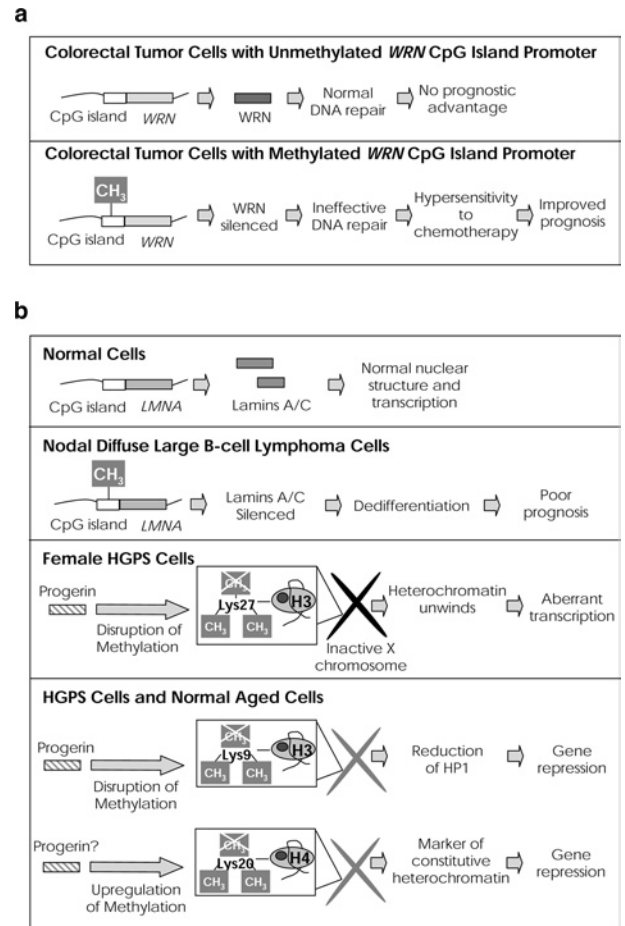 a
Colorectal Tumor Cells with Unmethylated WRN CpG Island Promoter
CpG island
WRN
WRN
Normal
DNA repair
No prognostic
advantage
Colorectal Tumor Cells with Methylated WRN CpG Island Promoter
CH3
CpG island
WRN
WRN
silenced
Ineffective
DNA repair
Hypersensitivity
to
chemotherapy
Improved
prognosis
b
Normal Cells
CpG island
LMNA
Lamins A/C
Normal nuclear
structure and
transcription
Nodal Diffuse Large B-cell Lymphoma Cells
CH3
CpG island
LMNA
Lamins A/C
Silenced
Dedifferentiation
Poor
prognosis
Female HGPS Cells
Progerin
Disruption of
Methylation
CH3
Lys27
H3
CH3
CH3
Inactive X
chromosome
Heterochromatin
unwinds
Aberrant
transcription
HGPS Cells and Normal Aged Cells
Progerin
Disruption of
Methylation
CH3
Lys9
H3
CH3
CH3
Reduction
of HP1
Gene
repression
Progerin?
Upregulation
of Methylation
CH3
Lys20
H4
CH3
CH3
Marker of
constitutive
heterochromatin
Gene
repression